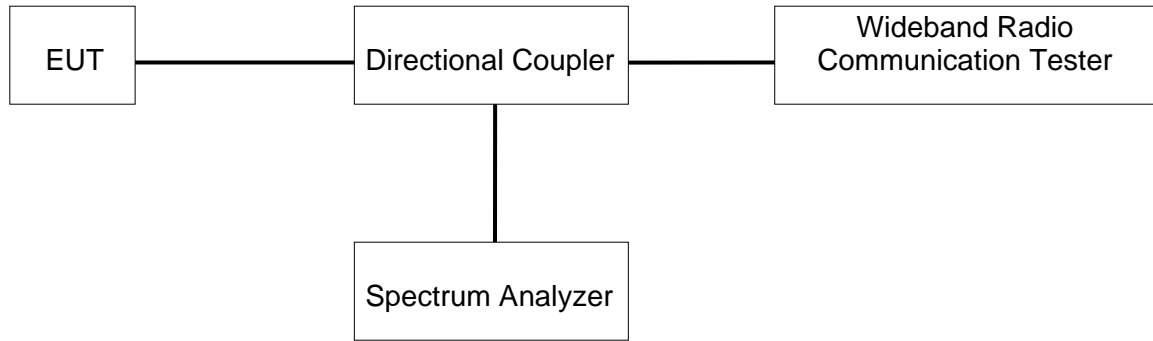 EUT
Directional Coupler
Wideband Radio
Communication Tester
Spectrum Analyzer